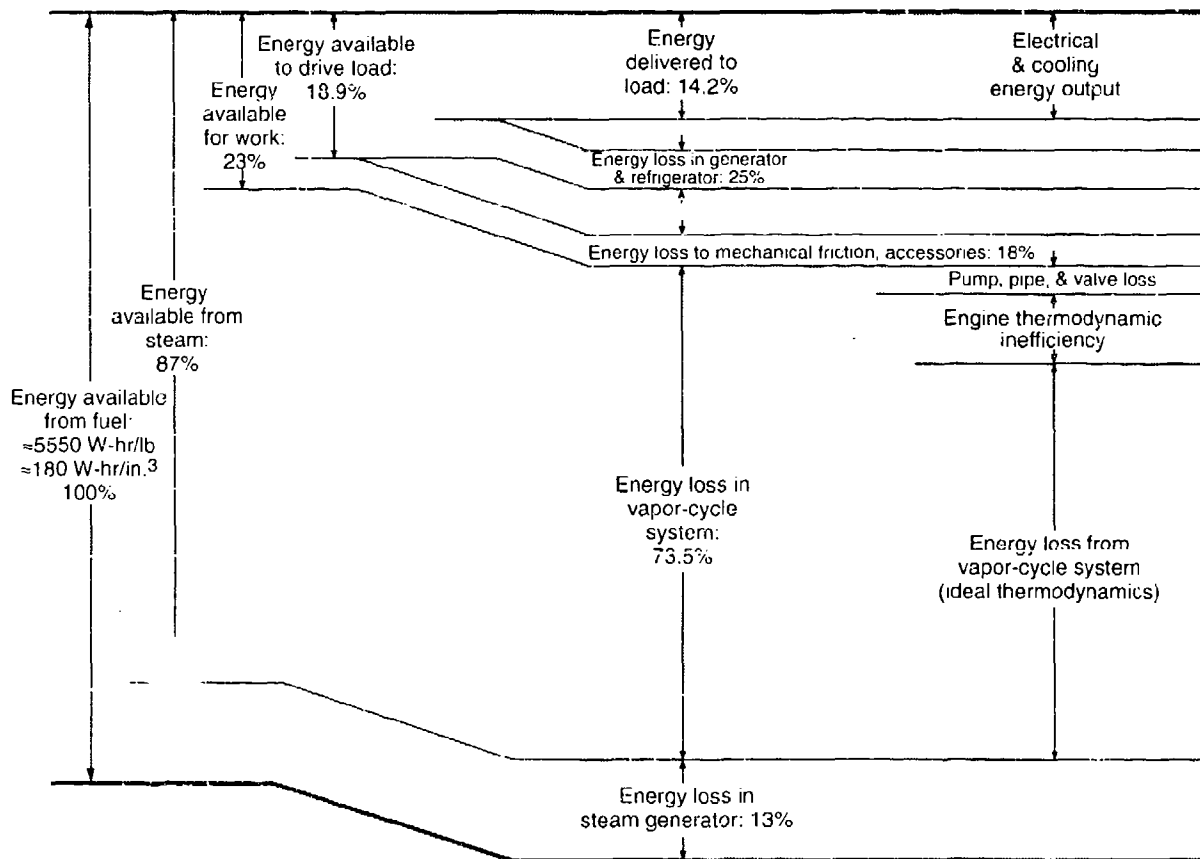 Energy available
to drive load:
18.9%
Energy
available
for work:
23%
Energy
delivered to
load: 14.2%
Electrical
& cooling
energy output
Energy loss in generator
& refrigerator: 25%
Energy loss to mechanical friction, accessories: 18%
Pump, pipe, & valve loss
Engine thermodynamic
inefficiency
Energy
available from
steam:
87%
Energy available
from fuel:
≈5550 W-hr/lb
≈180 W-hr/in.³
100%
Energy loss in
vapor-cycle
system:
73.5%
Energy loss from
vapor-cycle system
(ideal thermodynamics)
Energy loss in
steam generator: 13%